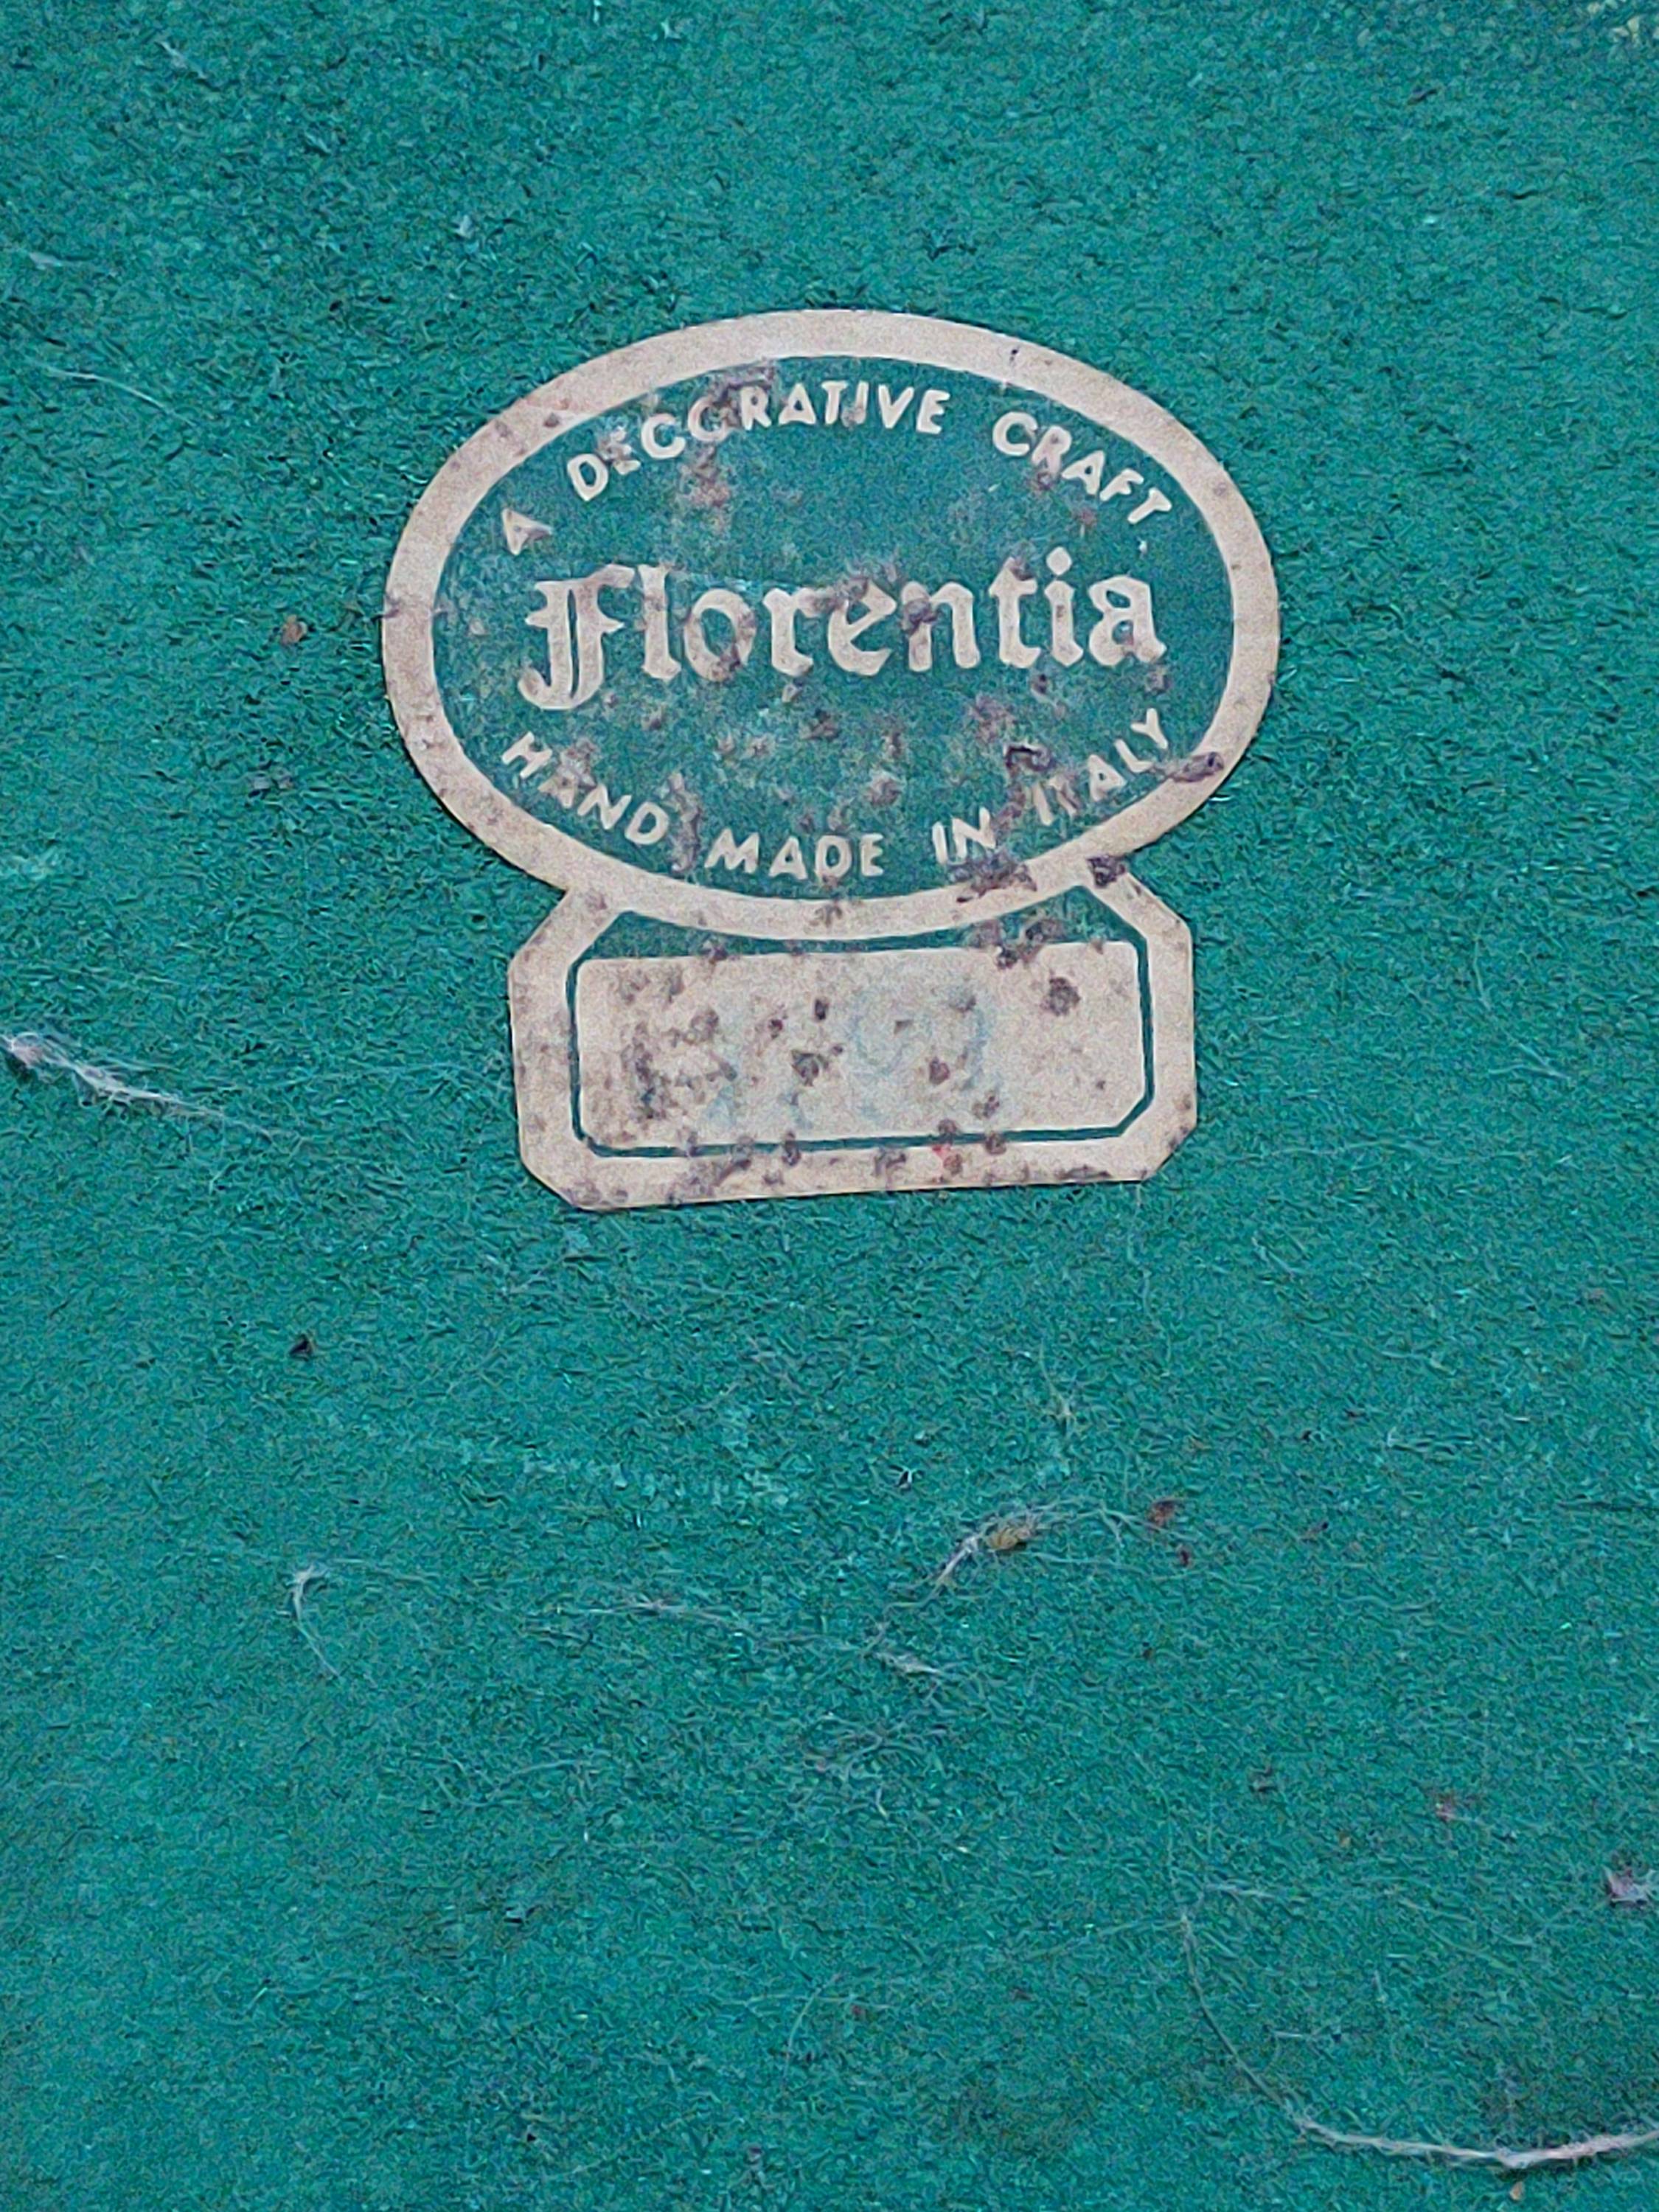 A DECORATIVE CRAFT
Florentia
HAND MADE IN ITALY